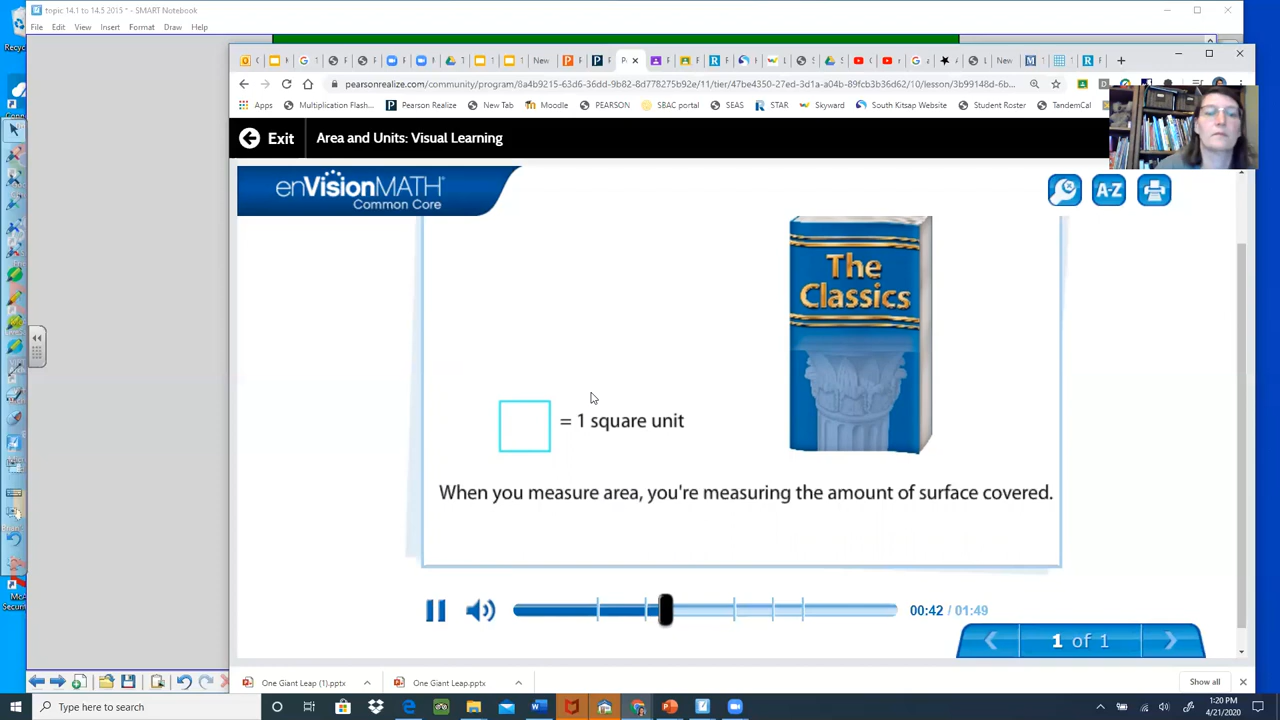 topic 14.1 to 14.5 2015 * - SMART Notebook
File Edit View Insert Format Draw Help
Recyc
New
New
pearsonrealize.com/community/program/8a4b9215-63d6-36dd-9b82-8d778275b92e/11/tier/47be4350-27ed-3d1a-a04b-89fcb3b36d62/10/lesson/3b99148d-6b...
Apps Multiplication Flash... Pearson Realize New Tab Moodle PEARSON SBAC portal SEAS STAR Skyward South Kitsap Website Student Roster TandemCal
Exit Area and Units: Visual Learning
enVisionMATH
Common Core
A-Z
The
Classics
= 1 square unit
When you measure area, you're measuring the amount of surface covered.
00:42 / 01:49
1 of 1
McA
Secur
One Giant Leap (1).pptx One Giant Leap.pptx Show all
Type here to search
1:20 PM
4/21/2020